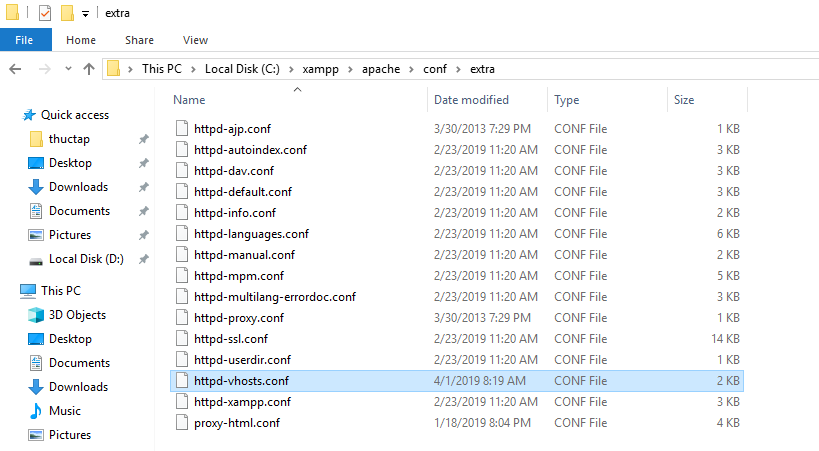 extra
File Home Share View
This PC Local Disk (C:) xampp apache conf extra
Name Date modified Type Size
Quick access
thuctap
Desktop
Downloads
Documents
Pictures
Local Disk (D:)
This PC
3D Objects
Desktop
Documents
Downloads
Music
Pictures
httpd-ajp.conf 3/30/2013 7:29 PM CONF File 1 KB
httpd-autoindex.conf 2/23/2019 11:20 AM CONF File 3 KB
httpd-dav.conf 2/23/2019 11:20 AM CONF File 3 KB
httpd-default.conf 2/23/2019 11:20 AM CONF File 3 KB
httpd-info.conf 2/23/2019 11:20 AM CONF File 2 KB
httpd-languages.conf 2/23/2019 11:20 AM CONF File 6 KB
httpd-manual.conf 2/23/2019 11:20 AM CONF File 2 KB
httpd-mpm.conf 2/23/2019 11:20 AM CONF File 5 KB
httpd-multilang-errordoc.conf 2/23/2019 11:20 AM CONF File 3 KB
httpd-proxy.conf 3/30/2013 7:29 PM CONF File 1 KB
httpd-ssl.conf 2/23/2019 11:20 AM CONF File 14 KB
httpd-userdir.conf 2/23/2019 11:20 AM CONF File 1 KB
httpd-vhosts.conf 4/1/2019 8:19 AM CONF File 2 KB
httpd-xampp.conf 2/23/2019 11:20 AM CONF File 3 KB
proxy-html.conf 1/18/2019 8:04 PM CONF File 4 KB